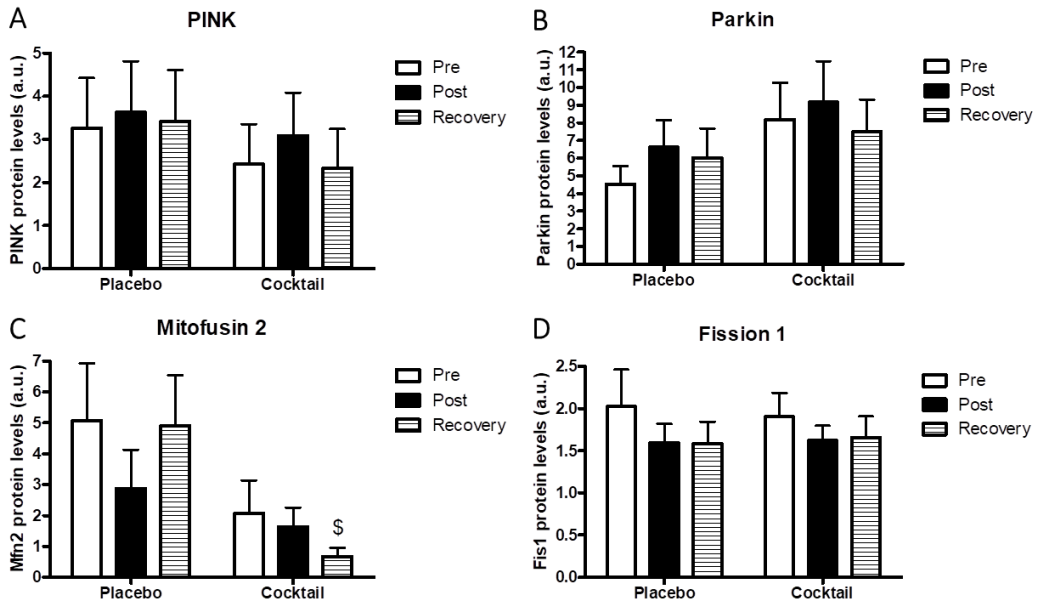 A
PINK
PINK protein levels (a.u.)
5
4
3
2
1
0
Placebo
Cocktail
Pre
Post
Recovery
B
Parkin
Parkin protein levels (a.u.)
12
11
10
9
8
7
6
5
4
3
2
1
0
Placebo
Cocktail
Pre
Post
Recovery
C
Mitofusin 2
Mfn2 protein levels (a.u.)
7
6
5
4
3
2
1
0
$
Placebo
Cocktail
Pre
Post
Recovery
D
Fission 1
Fis1 protein levels (a.u.)
2.5
2.0
1.5
1.0
0.5
0.0
Placebo
Cocktail
Pre
Post
Recovery